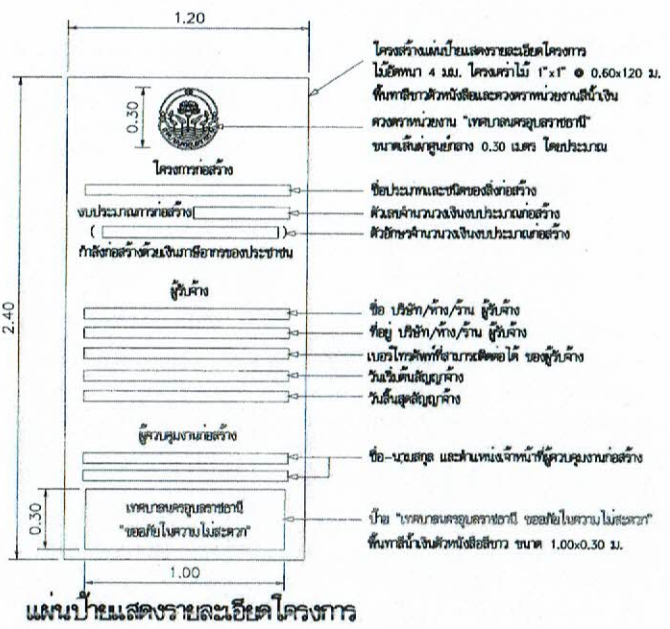 1.20
โครงสร้างแผ่นป้ายแสดงรายละเอียดโครงการ
ไม้อัดหนา 4 มม. โครงคร่าวไม้ 1"x1" @ 0.60x120 ม.
พื้นทาสีขาวตัวหนังสือและดวงตราหน่วยงานสีน้ำเงิน
ดวงตราหน่วยงาน "เทศบาลนครอุบลราชธานี"
ขนาดเส้นผ่าศูนย์กลาง 0.30 เมตร โดยประมาณ
0.30
โครงการก่อสร้าง
ชื่อประเภทและชนิดของสิ่งก่อสร้าง
งบประมาณการก่อสร้าง
ตัวเลขจำนวนวงเงินงบประมาณก่อสร้าง
( )
ตัวอักษรจำนวนวงเงินงบประมาณก่อสร้าง
กำลังก่อสร้างด้วยเงินภาษีอากรของประชาชน
2.40
ผู้รับจ้าง
ชื่อ บริษัท/ห้าง/ร้าน ผู้รับจ้าง
ที่อยู่ บริษัท/ห้าง/ร้าน ผู้รับจ้าง
เบอร์โทรศัพท์ที่สามารถติดต่อได้ ของผู้รับจ้าง
วันเริ่มต้นสัญญาจ้าง
วันสิ้นสุดสัญญาจ้าง
ผู้ควบคุมงานก่อสร้าง
ชื่อ-นามสกุล และตำแหน่งเจ้าหน้าที่ผู้ควบคุมงานก่อสร้าง
0.30
เทศบาลนครอุบลราชธานี
"ขออภัยในความไม่สะดวก"
ป้าย "เทศบาลนครอุบลราชธานี ขออภัยในความไม่สะดวก"
พื้นทาสีน้ำเงินตัวหนังสือสีขาว ขนาด 1.00x0.30 ม.
1.00
แผ่นป้ายแสดงรายละเอียดโครงการ